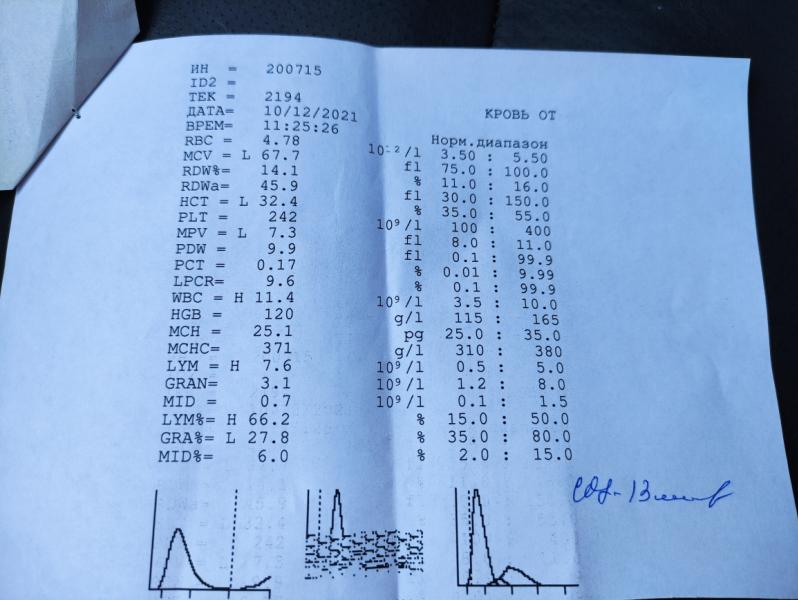 ИН = 200715
ID2 =
ТЕК = 2194
ДАТА= 10/12/2021 КРОВЬ ОТ
ВРЕМ= 11:25:26 Норм.диапазон
RBC = 4.78 10¹²/l 3.50 : 5.50
MCV = L 67.7 fl 75.0 : 100.0
RDW%= 14.1 % 11.0 : 16.0
RDWa= 45.9 fl 30.0 : 150.0
HCT = L 32.4 % 35.0 : 55.0
PLT = 242 10⁹/l 100 : 400
MPV = L 7.3 fl 8.0 : 11.0
PDW = 9.9 fl 0.1 : 99.9
PCT = 0.17 % 0.01 : 9.99
LPCR= 9.6 % 0.1 : 99.9
WBC = H 11.4 10⁹/l 3.5 : 10.0
HGB = 120 g/l 115 : 165
MCH = 25.1 pg 25.0 : 35.0
MCHC= 371 g/l 310 : 380
LYM = H 7.6 10⁹/l 0.5 : 5.0
GRAN= 3.1 10⁹/l 1.2 : 8.0
MID = 0.7 10⁹/l 0.1 : 1.5
LYM%= H 66.2 % 15.0 : 50.0
GRA%= L 27.8 % 35.0 : 80.0
MID%= 6.0 % 2.0 : 15.0